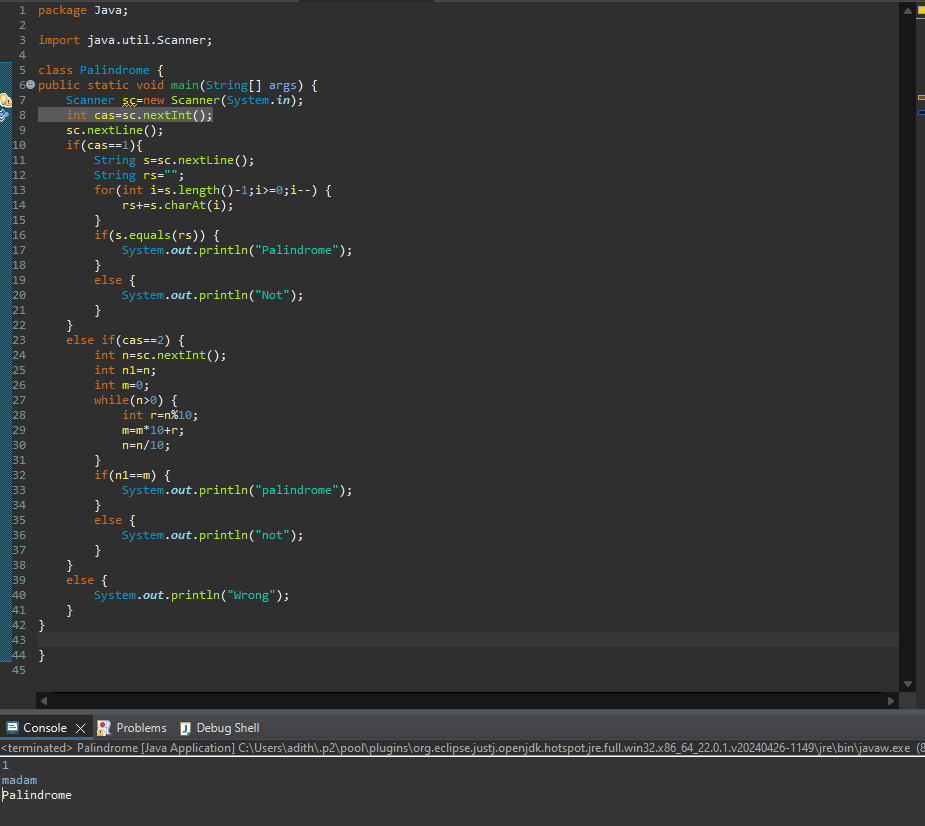 1 package Java;
2
3 import java.util.Scanner;
4
5 class Palindrome {
6 public static void main(String[] args) {
7     Scanner sc=new Scanner(System.in);
8     int cas=sc.nextInt();
9     sc.nextLine();
10     if(cas==1){
11         String s=sc.nextLine();
12         String rs="";
13         for(int i=s.length()-1;i>=0;i--) {
14             rs+=s.charAt(i);
15         }
16         if(s.equals(rs)) {
17             System.out.println("Palindrome");
18         }
19         else {
20             System.out.println("Not");
21         }
22     }
23     else if(cas==2) {
24         int n=sc.nextInt();
25         int n1=n;
26         int m=0;
27         while(n>0) {
28             int r=n%10;
29             m=m*10+r;
30             n=n/10;
31         }
32         if(n1==m) {
33             System.out.println("palindrome");
34         }
35         else {
36             System.out.println("not");
37         }
38     }
39     else {
40         System.out.println("Wrong");
41     }
42 }
43
44 }
45
Console Problems Debug Shell
<terminated> Palindrome [Java Application] C:\Users\adith\.p2\pool\plugins\org.eclipse.justj.openjdk.hotspot.jre.full.win32.x86_64_22.0.1.v20240426-1149\jre\bin\javaw.exe (8
1
madam
Palindrome